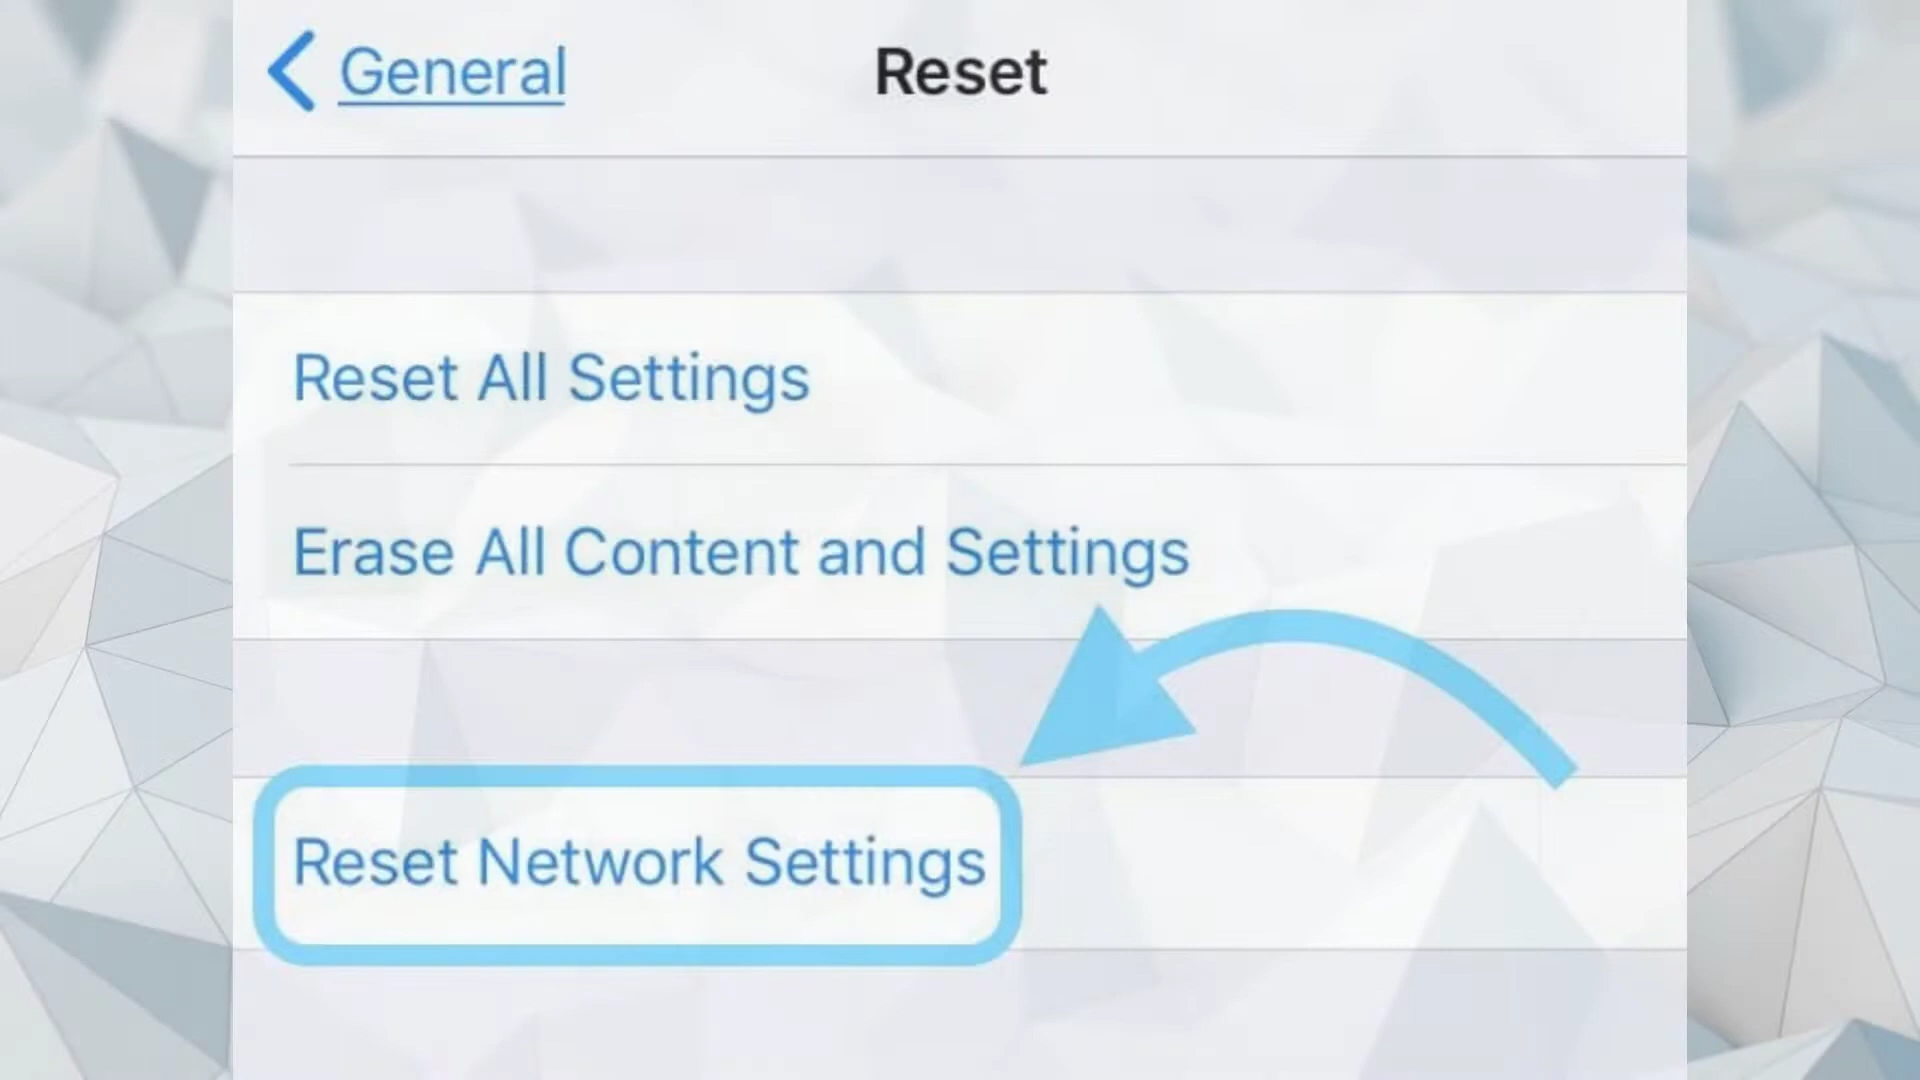 General
Reset
Reset All Settings
Erase All Content and Settings
Reset Network Settings